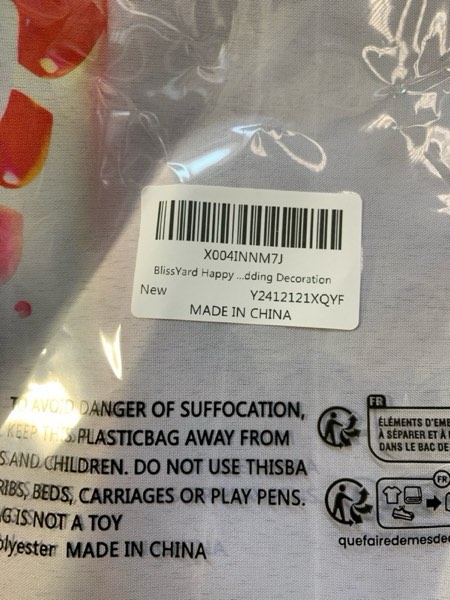 X004INNM7J
BlissYard Happy ...dding Decoration
New
Y2412121XQYF
MADE IN CHINA
TO AVOID DANGER OF SUFFOCATION,
KEEP THIS PLASTICBAG AWAY FROM
S AND CHILDREN. DO NOT USE THISBA
RIBS, BEDS, CARRIAGES OR PLAY PENS.
AG IS NOT A TOY
olyester MADE IN CHINA
FR
ÉLÉMENTS D'EMB
À SÉPARER ET À
DANS LE BAC DE
FR
quefairedemesde